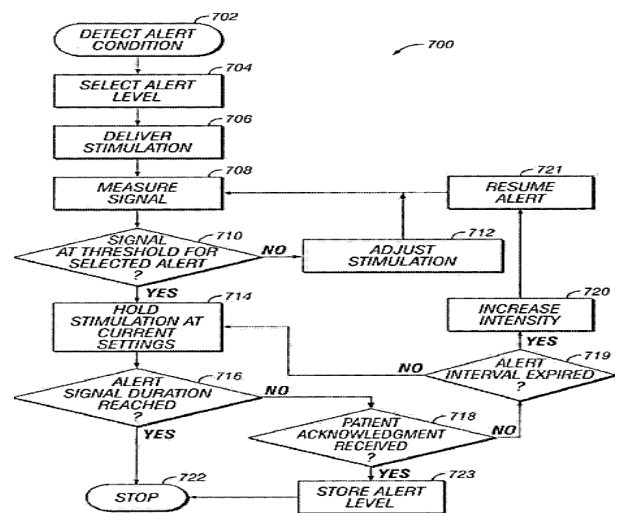 702
DETECT ALERT
CONDITION
700
704
SELECT ALERT
LEVEL
706
DELIVER
STIMULATION
708
MEASURE
SIGNAL
721
RESUME
ALERT
710
SIGNAL
AT THRESHOLD FOR
SELECTED ALERT
?
NO
712
ADJUST
STIMULATION
YES
714
HOLD
STIMULATION AT
CURRENT
SETTINGS
720
INCREASE
INTENSITY
YES
719
ALERT
INTERVAL EXPIRED
?
NO
716
ALERT
SIGNAL DURATION
REACHED
?
NO
YES
718
PATIENT
ACKNOWLEDGMENT
RECEIVED
?
NO
YES
723
STORE ALERT
LEVEL
722
STOP